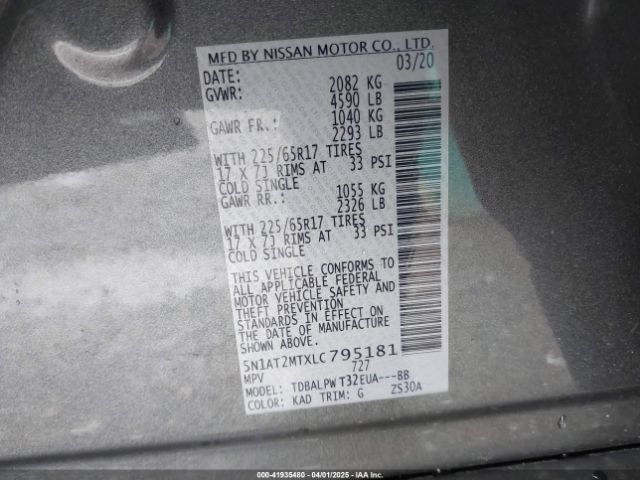 MFD BY NISSAN MOTOR CO., LTD.
DATE: 03/20
GVWR: 2082 KG
4590 LB
GAWR FR.: 1040 KG
2293 LB
WITH 225/65R17 TIRES
17 X 7J RIMS AT 33 PSI
COLD SINGLE
GAWR RR.: 1055 KG
2326 LB
WITH 225/65R17 TIRES
17 X 7J RIMS AT 33 PSI
COLD SINGLE
THIS VEHICLE CONFORMS TO
ALL APPLICABLE FEDERAL
MOTOR VEHICLE SAFETY AND
THEFT PREVENTION
STANDARDS IN EFFECT ON
THE DATE OF MANUFACTURE
SHOWN ABOVE.
5N1AT2MTXLC795181
MPV 727
MODEL: TDBALPW T32EUA---BB
COLOR: KAD TRIM: G ZS30A
000-41935480 - 04/01/2025 - IAA Inc.